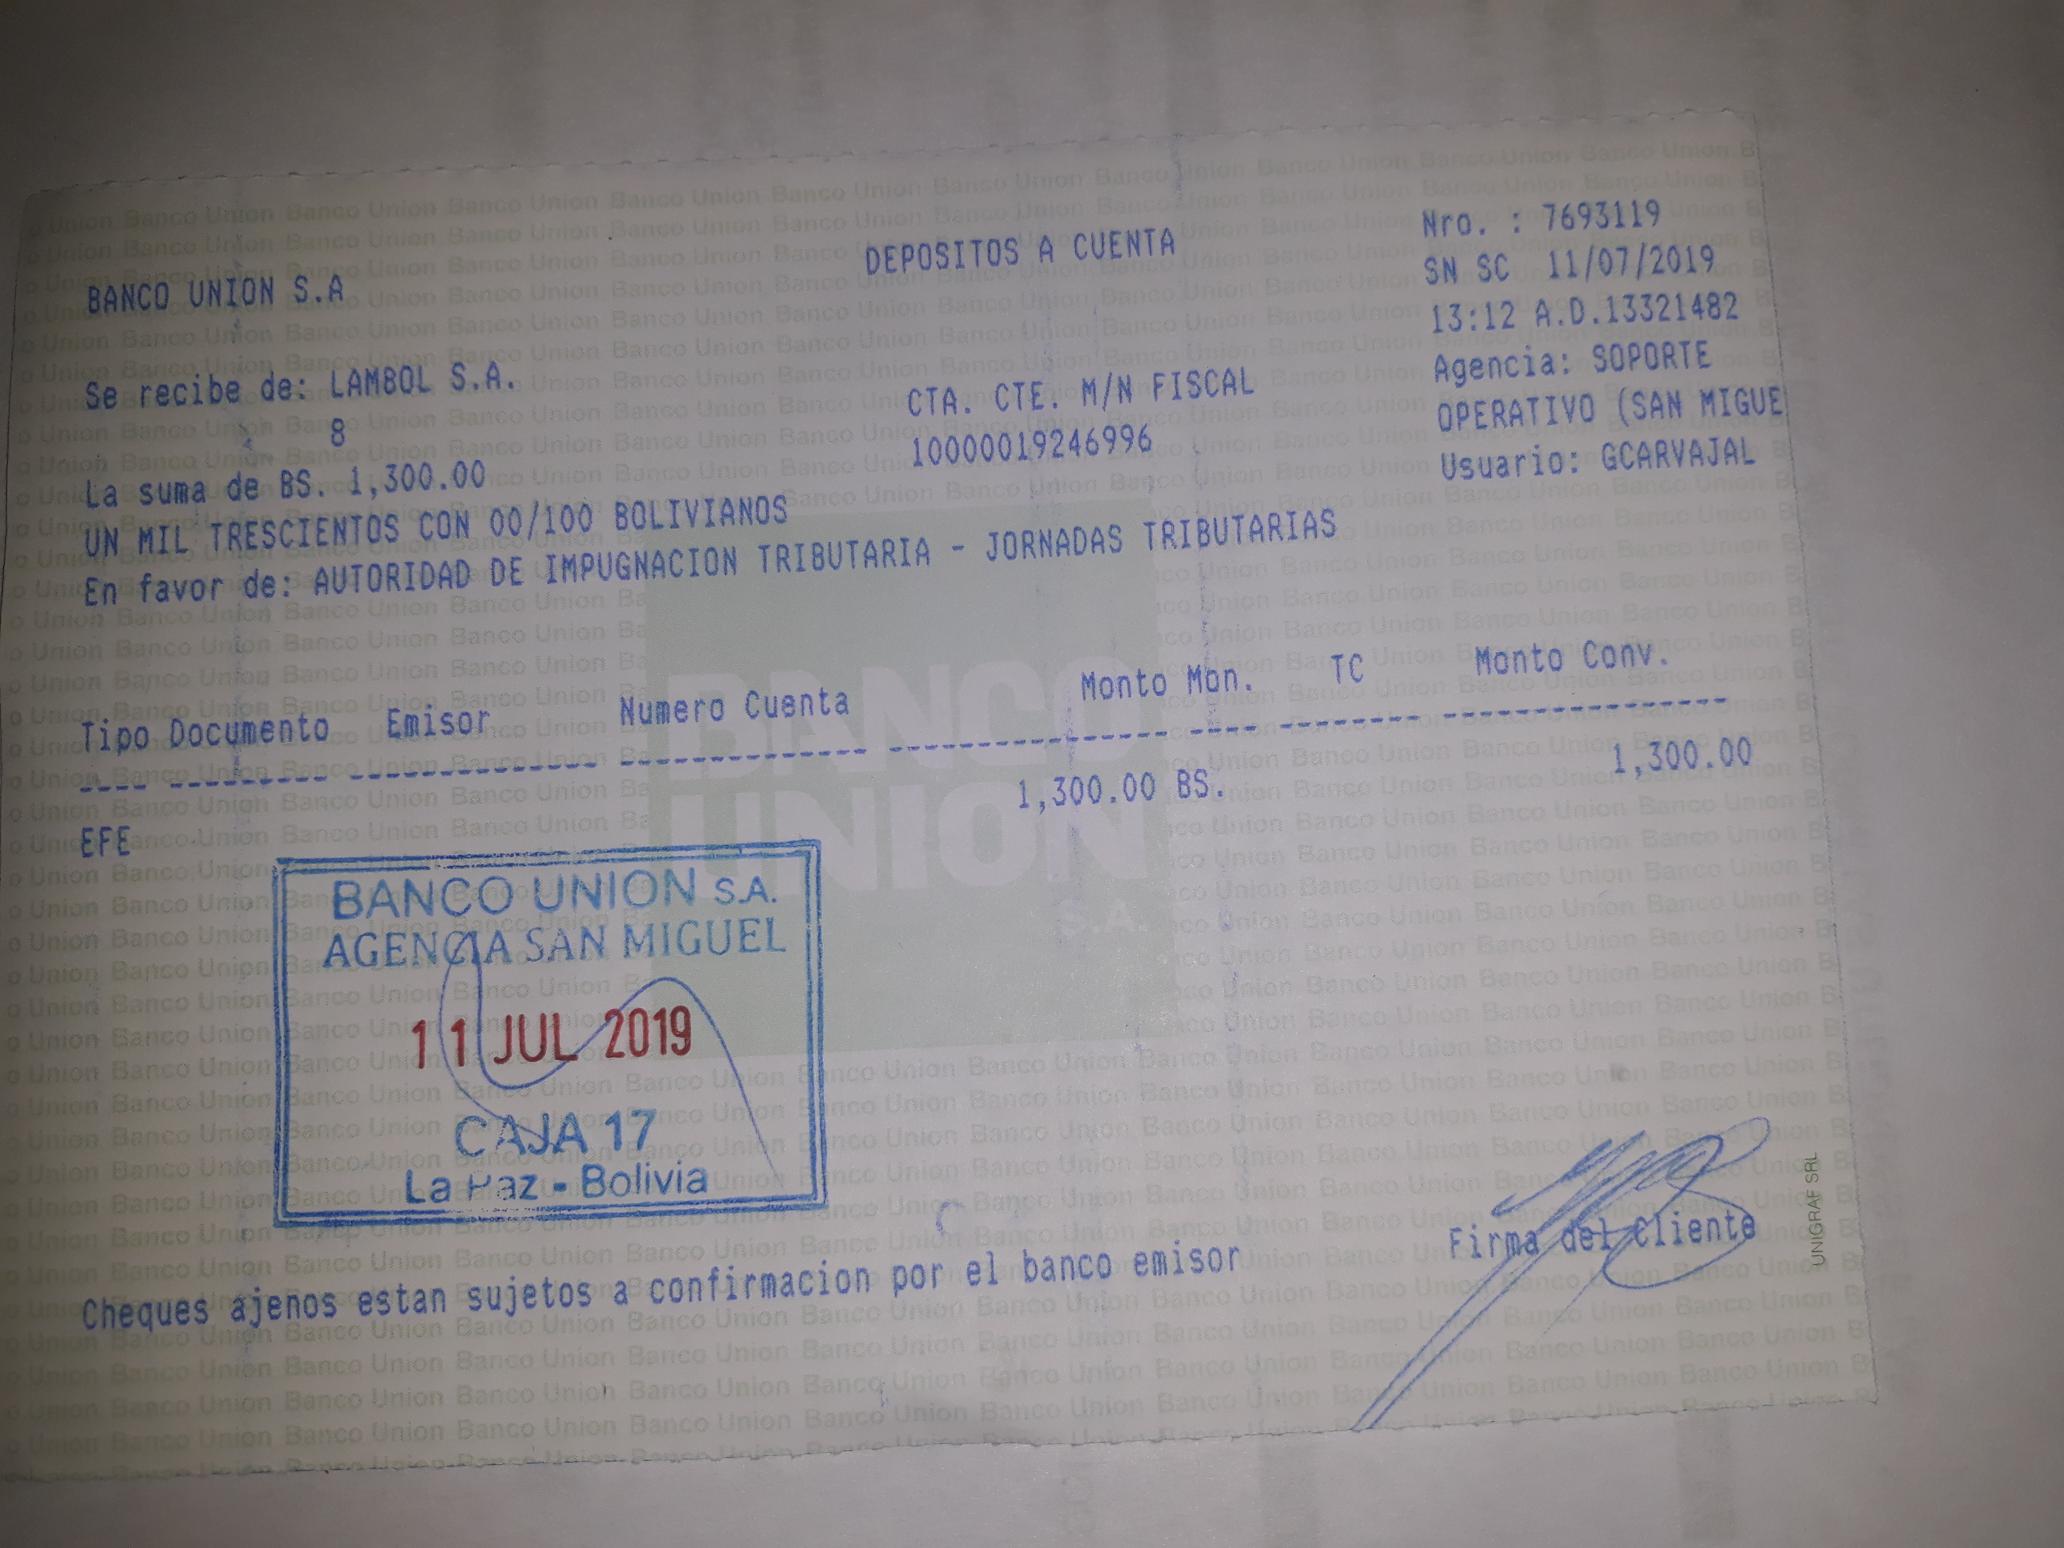 Nro. : 7693119
BANCO UNION S.A DEPOSITOS A CUENTA SN SC 11/07/2019
13:12 A.D.13321482
Agencia: SOPORTE
Se recibe de: LAMBOL S.A. CTA. CTE. M/N FISCAL OPERATIVO (SAN MIGUE
8 10000019246996 Usuario: GCARVAJAL
La suma de BS. 1,300.00
UN MIL TRESCIENTOS CON 00/100 BOLIVIANOS
En favor de: AUTORIDAD DE IMPUGNACION TRIBUTARIA - JORNADAS TRIBUTARIAS
Tipo Documento Emisor Numero Cuenta Monto Mon. TC Monto Conv.
EFE 1,300.00 BS. 1,300.00
BANCO UNION S.A.
AGENCIA SAN MIGUEL
11 JUL 2019
CAJA 17
La Paz - Bolivia
Cheques ajenos estan sujetos a confirmacion por el banco emisor Firma del Cliente
UNIGRAF SRL
BANCO
UNION
S.A.
Banco Union Banco Union Banco Union Banco Union